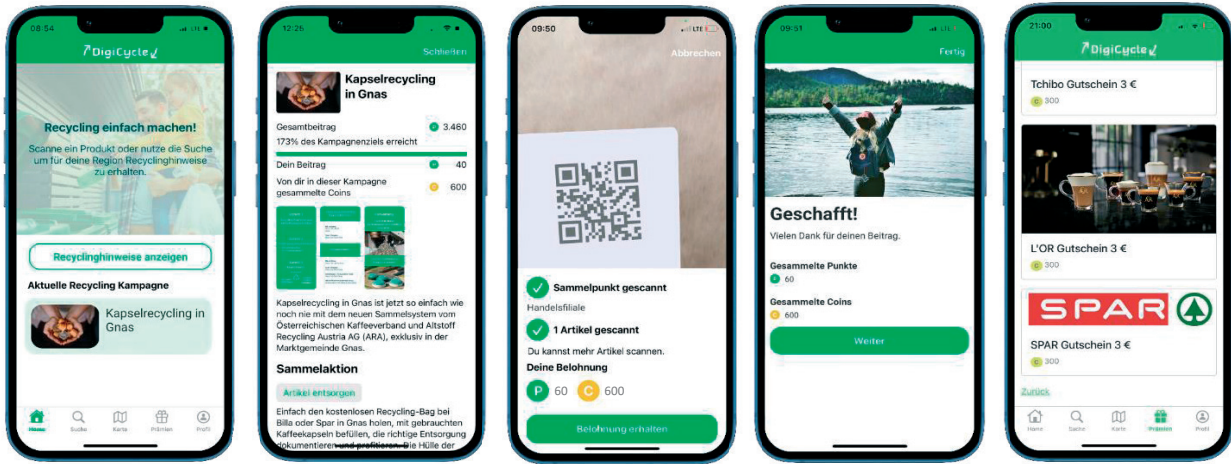 08:54
DigiCycle
Recycling einfach machen!
Scanne ein Produkt oder nutze die Suche
um für deine Region Recyclinghinweise
zu erhalten.
Recyclinghinweise anzeigen
Aktuelle Recycling Kampagne
Kapselrecycling in
Gnas
Home
Suche
Karte
Prämien
Profil
12:26
Schließen
Kapselrecycling
in Gnas
Gesamtbeitrag
3.460
173% des Kampagnenziels erreicht
Dein Beitrag
40
Von dir in dieser Kampagne
gesammelte Coins
600
Kapselrecycling in Gnas ist jetzt so einfach wie
noch nie mit dem neuen Sammelsystem vom
Österreichischen Kaffeeverband und Altstoff
Recycling Austria AG (ARA), exklusiv in der
Marktgemeinde Gnas.
Sammelaktion
Artikel entsorgen
Einfach den kostenlosen Recycling-Bag bei
Billa oder Spar in Gnas holen, mit gebrauchten
Kaffeekapseln befüllen, die richtige Entsorgung
dokumentieren und profitieren. Die Hülle der
09:50
LTE
Abbrechen
Sammelpunkt gescannt
Handelsfiliale
1 Artikel gescannt
Du kannst mehr Artikel scannen.
Deine Belohnung
P 60 C 600
Belohnung erhalten
09:51
Fertig
Geschafft!
Vielen Dank für deinen Beitrag.
Gesammelte Punkte
60
Gesammelte Coins
600
Weiter
21:00
DigiCycle
Tchibo Gutschein 3 €
C 300
L'OR Gutschein 3 €
C 300
SPAR
SPAR Gutschein 3 €
C 300
Zurück
Home
Suche
Karte
Prämien
Profil